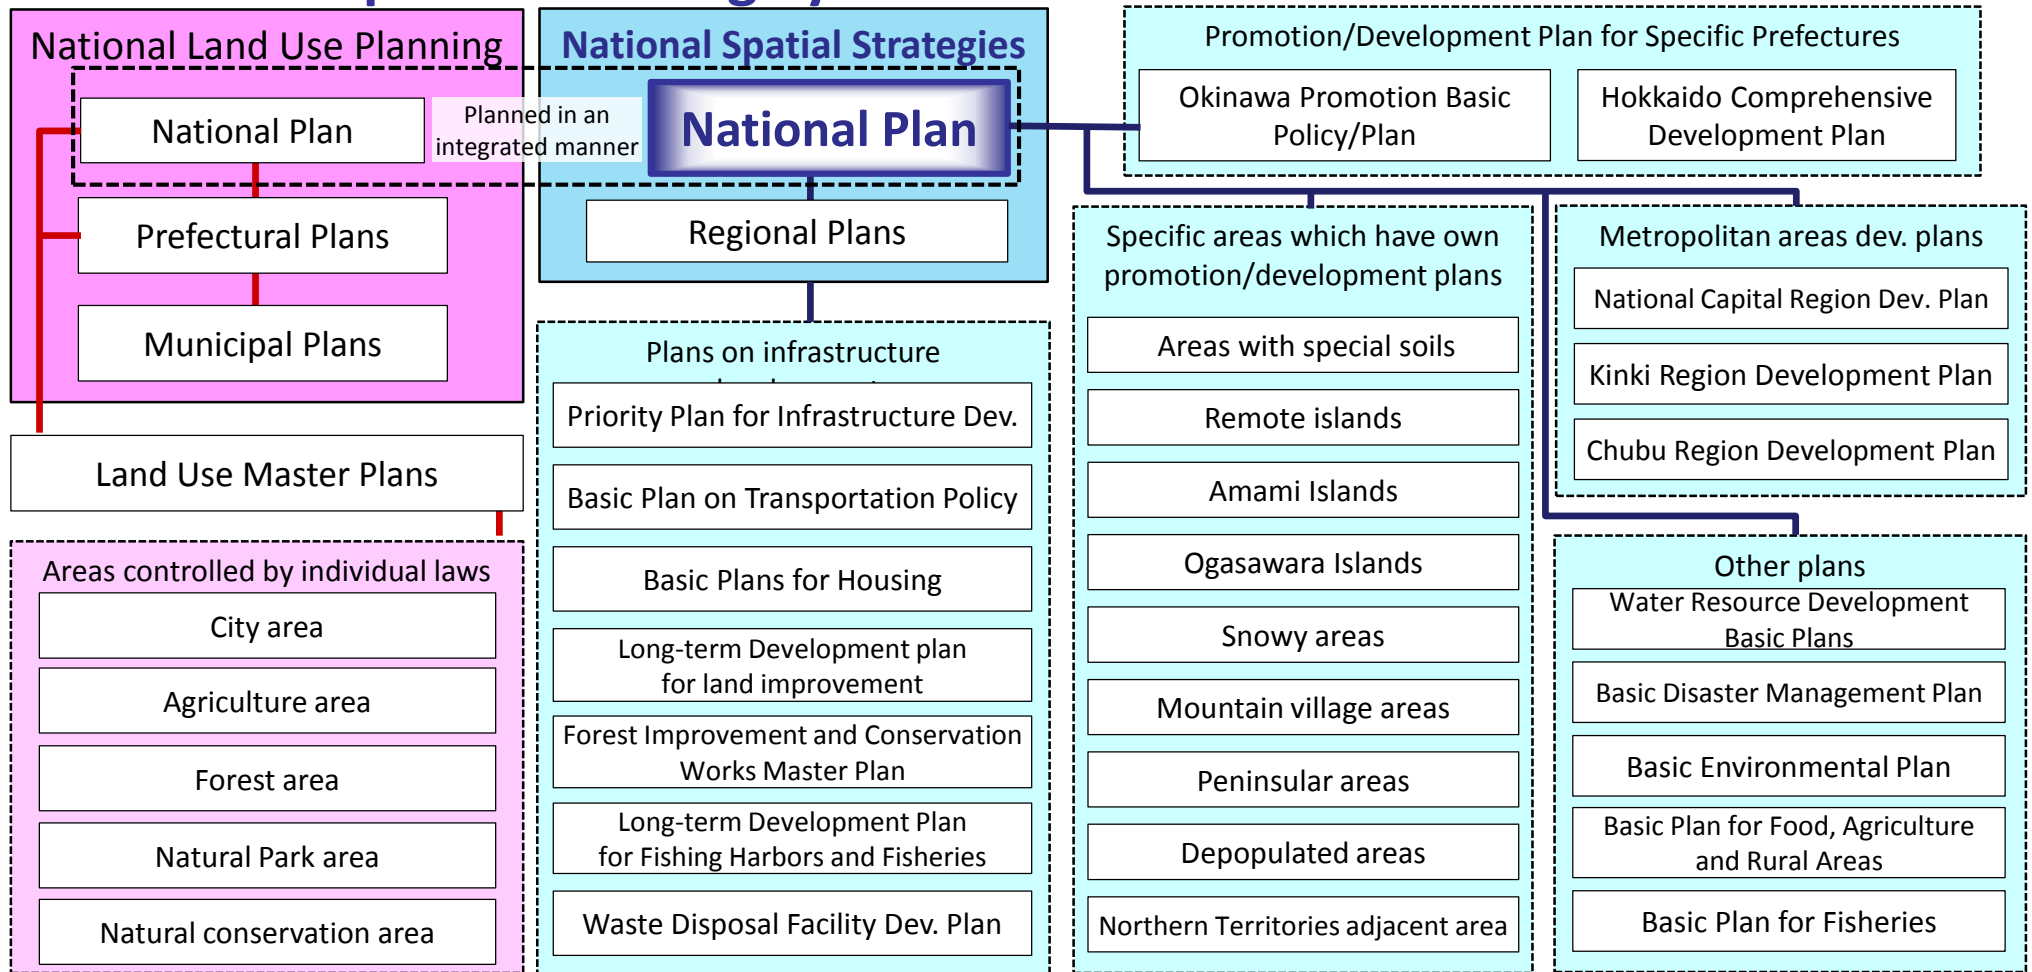 National Land Use Planning
National Plan
Prefectural Plans
Municipal Plans
Land Use Master Plans
Areas controlled by individual laws
City area
Agriculture area
Forest area
Natural Park area
Natural conservation area
Planned in an
integrated manner
National Spatial Strategies
National Plan
Regional Plans
Plans on infrastructure
Priority Plan for Infrastructure Dev.
Basic Plan on Transportation Policy
Basic Plans for Housing
Long-term Development plan
for land improvement
Forest Improvement and Conservation
Works Master Plan
Long-term Development Plan
for Fishing Harbors and Fisheries
Waste Disposal Facility Dev. Plan
Promotion/Development Plan for Specific Prefectures
Okinawa Promotion Basic
Policy/Plan
Hokkaido Comprehensive
Development Plan
Specific areas which have own
promotion/development plans
Areas with special soils
Remote islands
Amami Islands
Ogasawara Islands
Snowy areas
Mountain village areas
Peninsular areas
Depopulated areas
Northern Territories adjacent area
Metropolitan areas dev. plans
National Capital Region Dev. Plan
Kinki Region Development Plan
Chubu Region Development Plan
Other plans
Water Resource Development
Basic Plans
Basic Disaster Management Plan
Basic Environmental Plan
Basic Plan for Food, Agriculture
and Rural Areas
Basic Plan for Fisheries